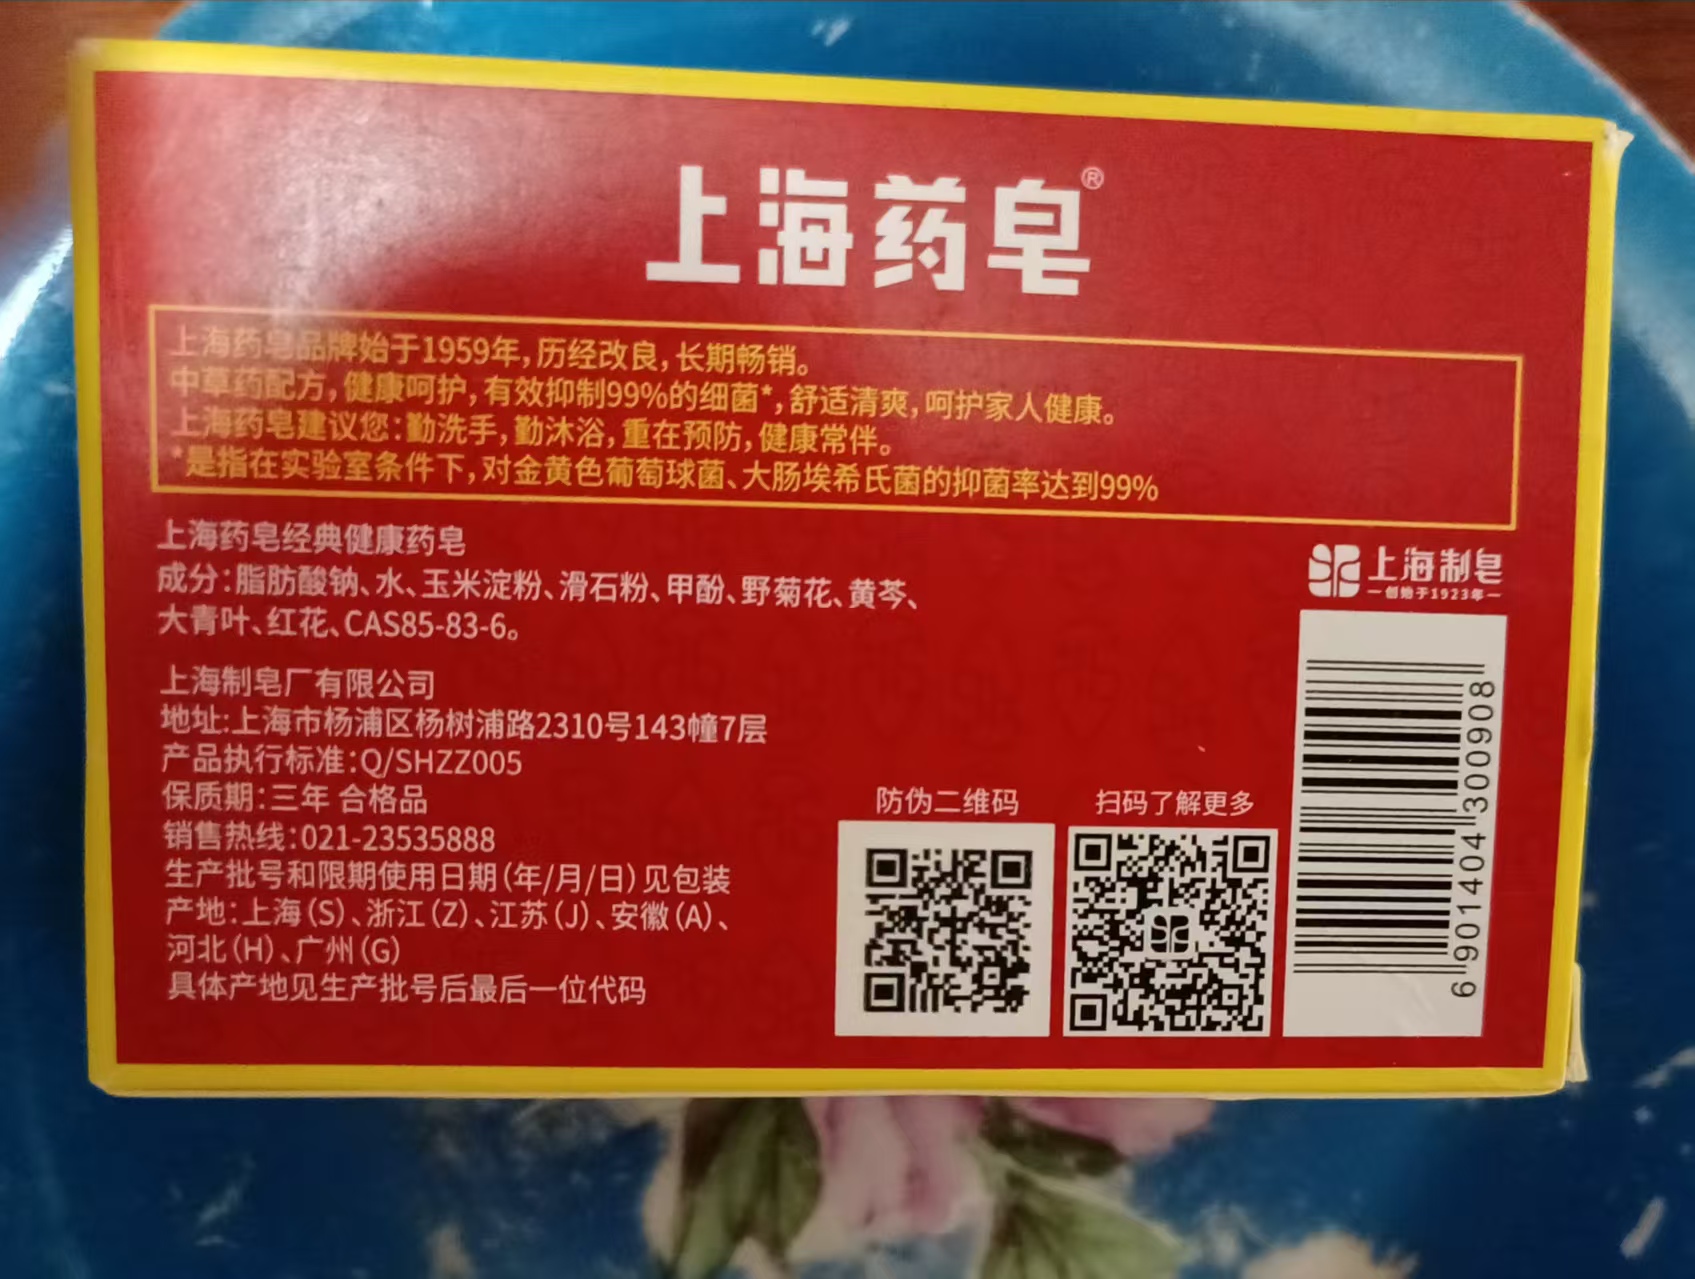 上海药皂®
上海药皂品牌始于1959年,历经改良,长期畅销。
中草药配方,健康呵护,有效抑制99%的细菌*,舒适清爽,呵护家人健康。
上海药皂建议您:勤洗手,勤沐浴,重在预防,健康常伴。
*是指在实验室条件下,对金黄色葡萄球菌、大肠埃希氏菌的抑菌率达到99%
上海药皂经典健康药皂
成分:脂肪酸钠、水、玉米淀粉、滑石粉、甲酚、野菊花、黄芩、
大青叶、红花、CAS85-83-6。
上海制皂厂有限公司
地址:上海市杨浦区杨树浦路2310号143幢7层
产品执行标准:Q/SHZZ005
保质期:三年 合格品
销售热线:021-23535888
生产批号和限期使用日期(年/月/日)见包装
产地:上海(S)、浙江(Z)、江苏(J)、安徽(A)、
河北(H)、广州(G)
具体产地见生产批号后最后一位代码
防伪二维码
扫码了解更多
上海制皂
创始于1923年
6 901404 300908